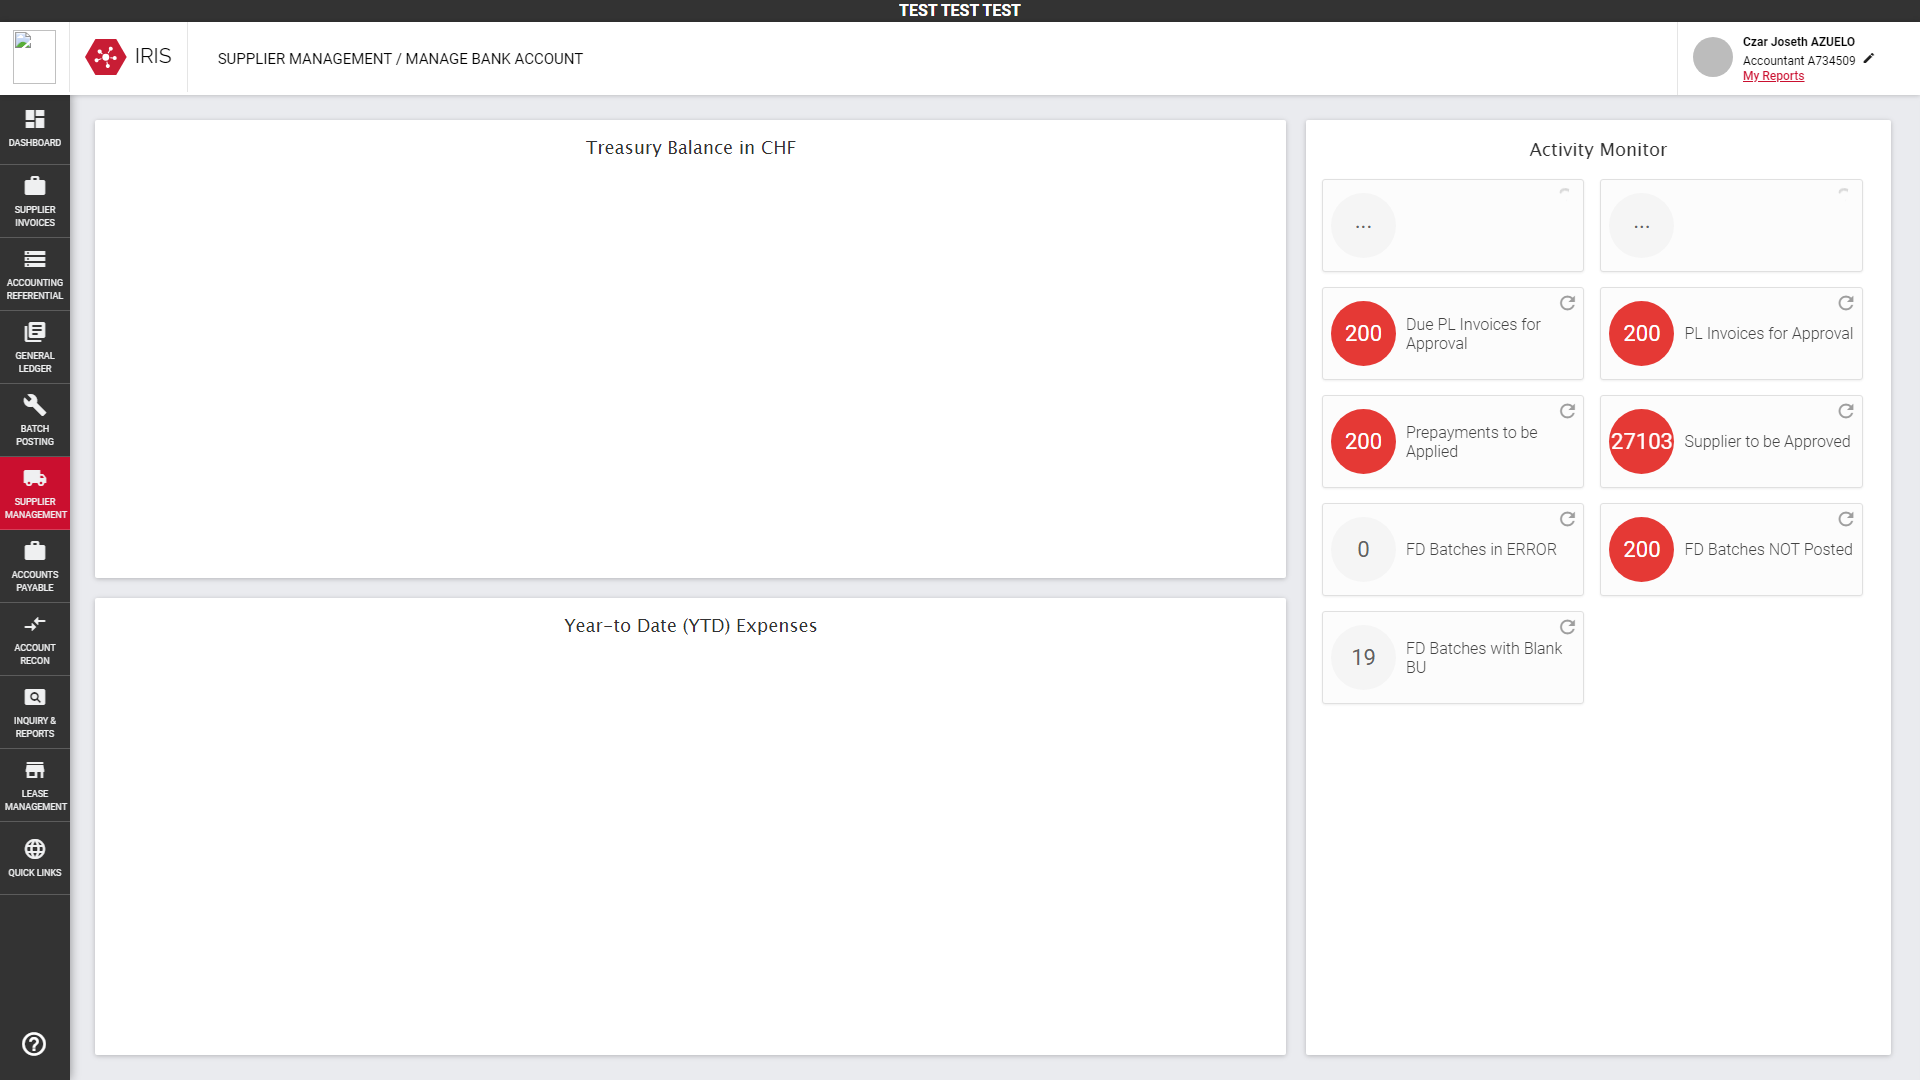 TEST TEST TEST
IRIS
SUPPLIER MANAGEMENT / MANAGE BANK ACCOUNT
Czar Joseth AZUELO
Accountant A734509
My Reports
DASHBOARD
SUPPLIER
INVOICES
ACCOUNTING
REFERENTIAL
GENERAL
LEDGER
BATCH
POSTING
SUPPLIER
MANAGEMENT
ACCOUNTS
PAYABLE
ACCOUNT
RECON
INQUIRY &
REPORTS
LEASE
MANAGEMENT
QUICK LINKS
Treasury Balance in CHF
Year-to Date (YTD) Expenses
Activity Monitor
...
...
200
Due PL Invoices for
Approval
200
PL Invoices for Approval
200
Prepayments to be
Applied
27103
Supplier to be Approved
0
FD Batches in ERROR
200
FD Batches NOT Posted
19
FD Batches with Blank
BU